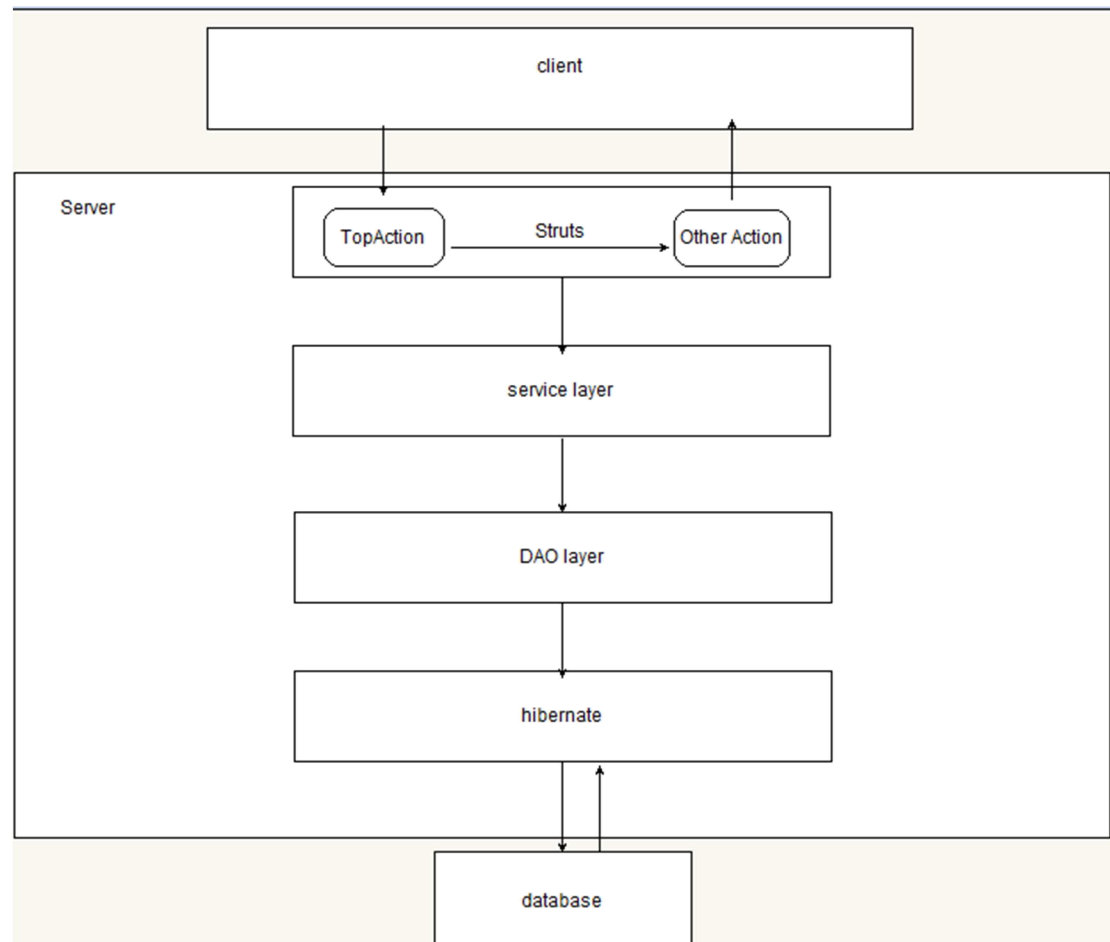 client
Server
TopAction
Struts
Other Action
service layer
DAO layer
hibernate
database